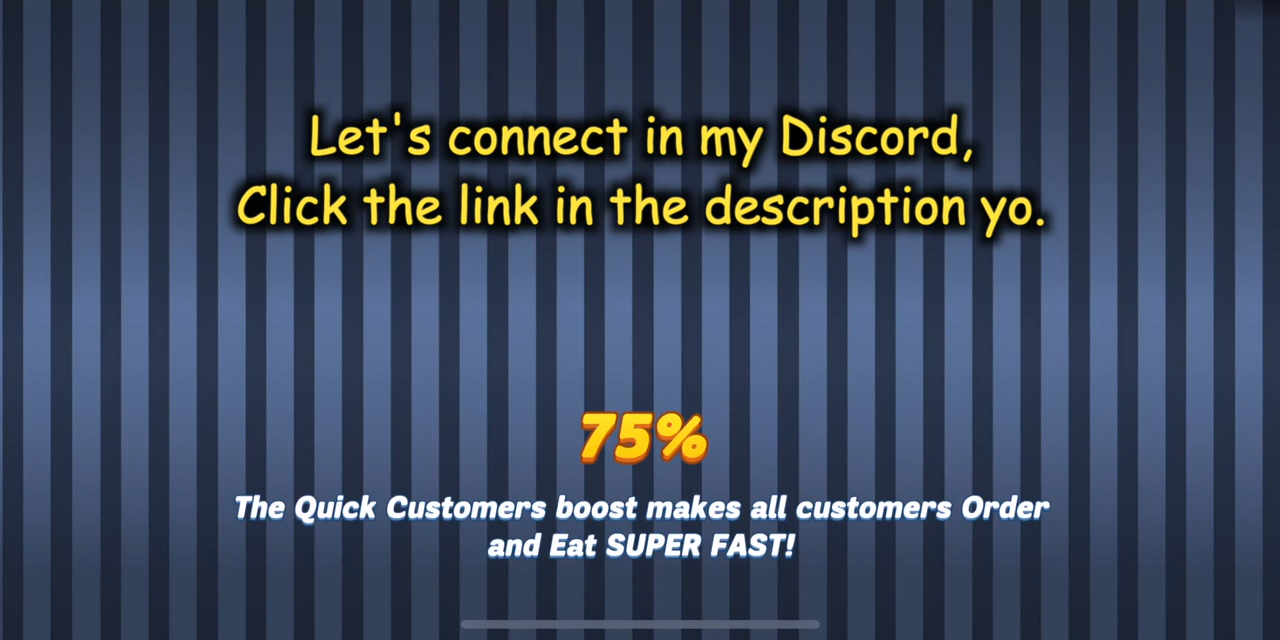 Let's connect in my Discord,
Click the link in the description yo.
75%
The Quick Customers boost makes all customers Order
and Eat SUPER FAST!